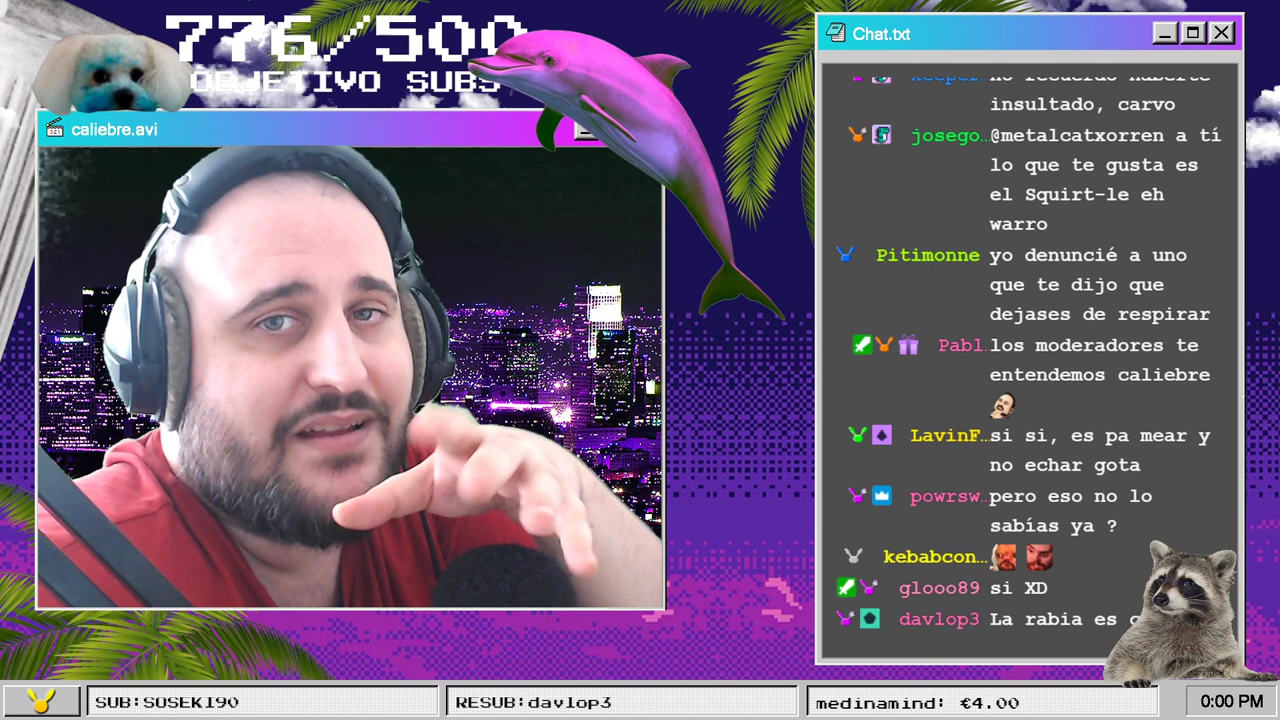 776/500
OBJETIVO SUBS
caliebre.avi
Chat.txt
no recuerdo haberte
insultado, carvo
josego… @metalcatxorren a tí
lo que te gusta es
el Squirt-le eh
warro
Pitimonne yo denuncié a uno
que te dijo que
dejases de respirar
Pabl… los moderadores te
entendemos caliebre
LavinF… si si, es pa mear y
no echar gota
powrsw… pero eso no lo
sabías ya ?
kebabcon…
glooo89 si XD
davlop3 La rabia es
SUB:SOSEKI90
RESUB:davlop3
medinamind: €4.00
0:00 PM